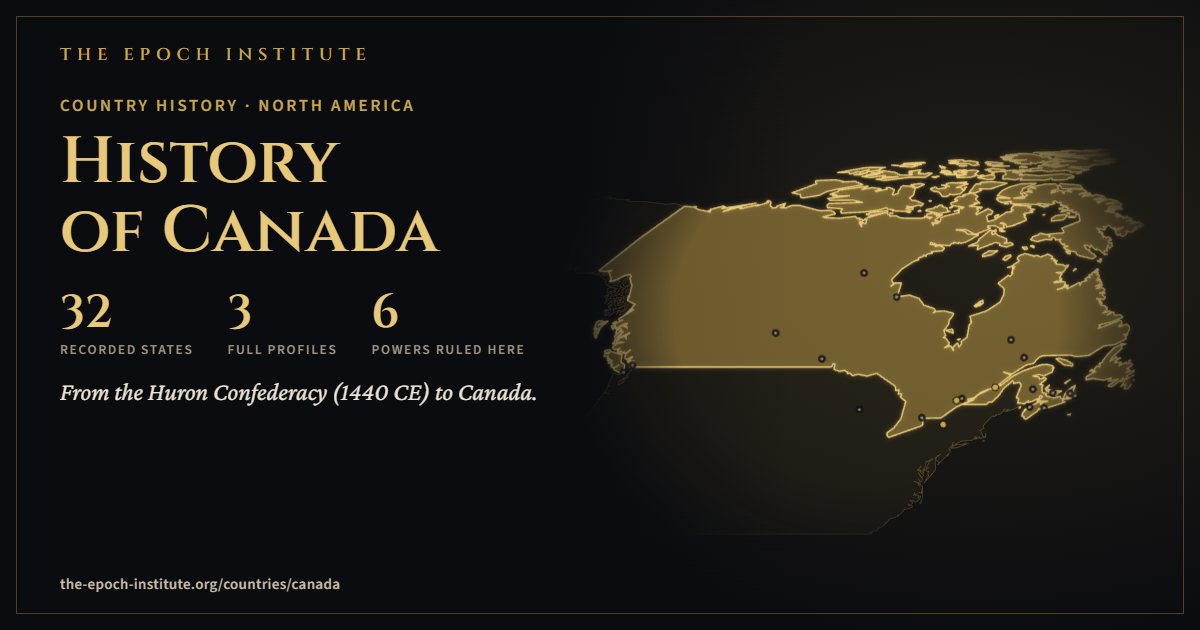 THE EPOCH INSTITUTE
COUNTRY HISTORY · NORTH AMERICA
HISTORY
OF CANADA
32 3 6
RECORDED STATES FULL PROFILES POWERS RULED HERE
From the Huron Confederacy (1440 CE) to Canada.
the-epoch-institute.org/countries/canada